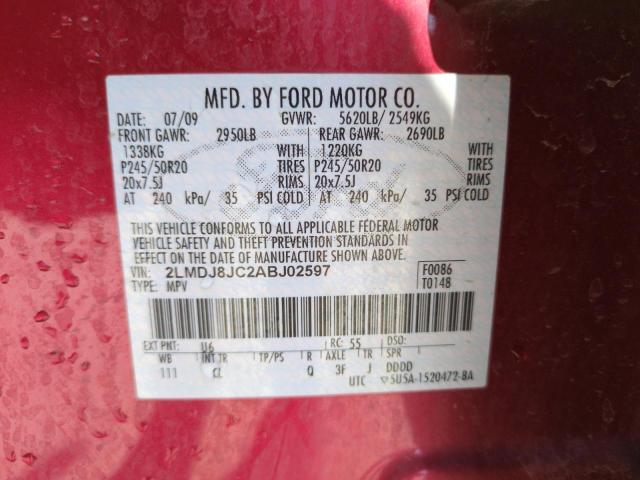 MFD. BY FORD MOTOR CO.
DATE: 07/09 GVWR: 5620LB/ 2549KG
FRONT GAWR: 2950LB REAR GAWR: 2690LB
1338KG WITH 1220KG WITH
P245/50R20 TIRES P245/50R20 TIRES
20x7.5J RIMS 20x7.5J RIMS
AT 240 kPa/ 35 PSI COLD AT 240 kPa/ 35 PSI COLD
THIS VEHICLE CONFORMS TO ALL APPLICABLE FEDERAL MOTOR
VEHICLE SAFETY AND THEFT PREVENTION STANDARDS IN
EFFECT ON THE DATE OF MANUFACTURE SHOWN ABOVE.
VIN: 2LMDJ8JC2ABJ02597 F0086
TYPE: MPV T0148
EXT PNT: U6 RC: 55 DSO:
WB INT TR TP/PS R AXLE TR SPR
111 CL Q 3F J DDDD
UTC ▽5U5A-1520472-BA